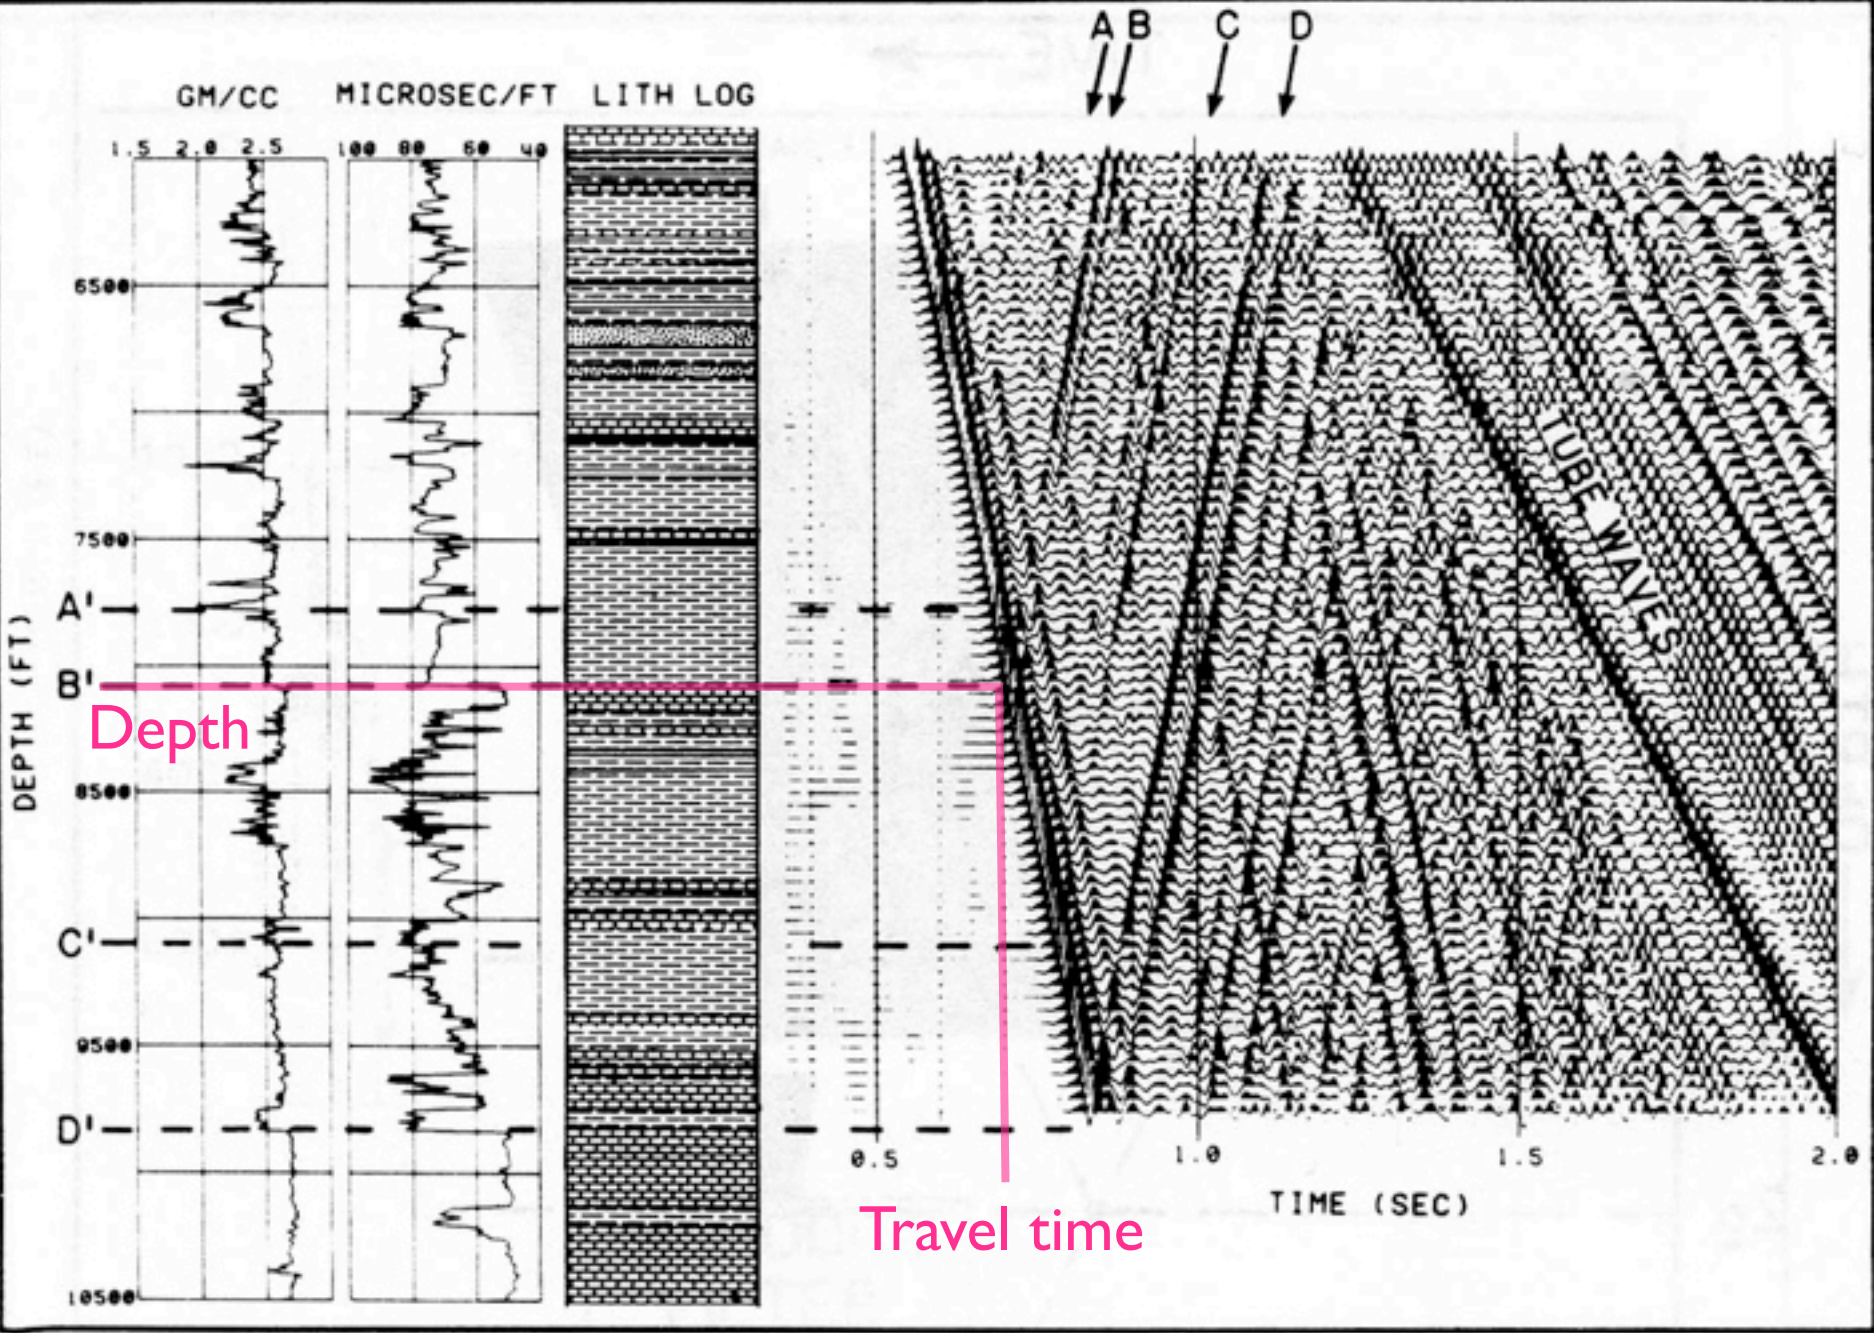 A B C D
GM/CC MICROSEC/FT LITH LOG
1.5 2.0 2.5 100 80 60 40
6500
7500
A'
B'
Depth
8500
C'
9500
D'
10500
DEPTH (FT)
TUBE WAVES
0.5 1.0 1.5 2.0
TIME (SEC)
Travel time